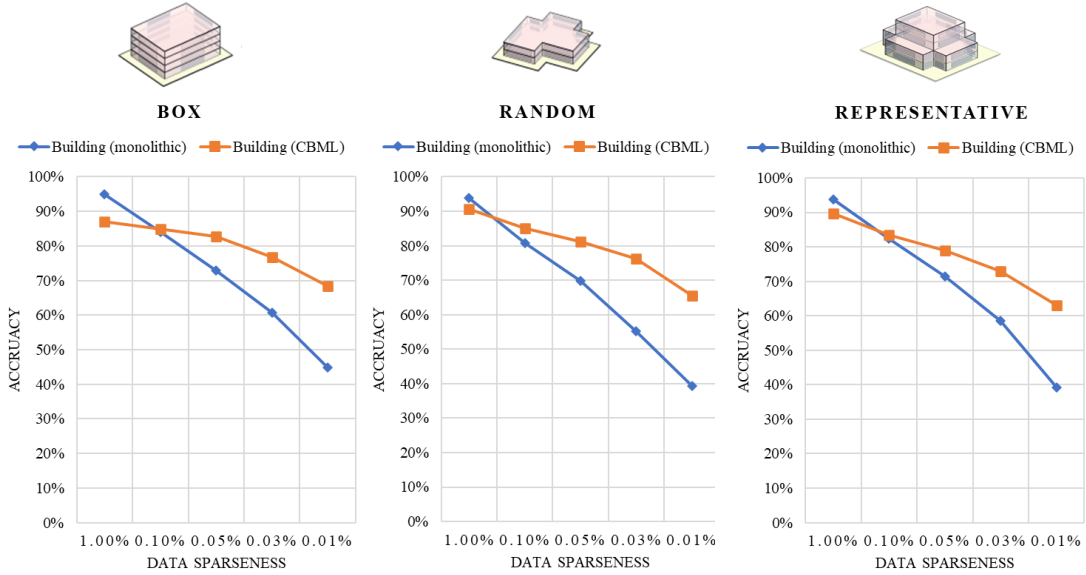 BOX
Building (monolithic) Building (CBML)
100%
90%
80%
70%
60%
50%
40%
30%
20%
10%
0%
ACCRUACY
1.00% 0.10% 0.05% 0.03% 0.01%
DATA SPARSENESS
RANDOM
Building (monolithic) Building (CBML)
100%
90%
80%
70%
60%
50%
40%
30%
20%
10%
0%
ACCRUACY
1.00% 0.10% 0.05% 0.03% 0.01%
DATA SPARSENESS
REPRESENTATIVE
Building (monolithic) Building (CBML)
100%
90%
80%
70%
60%
50%
40%
30%
20%
10%
0%
ACCRUACY
1.00% 0.10% 0.05% 0.03% 0.01%
DATA SPARSENESS